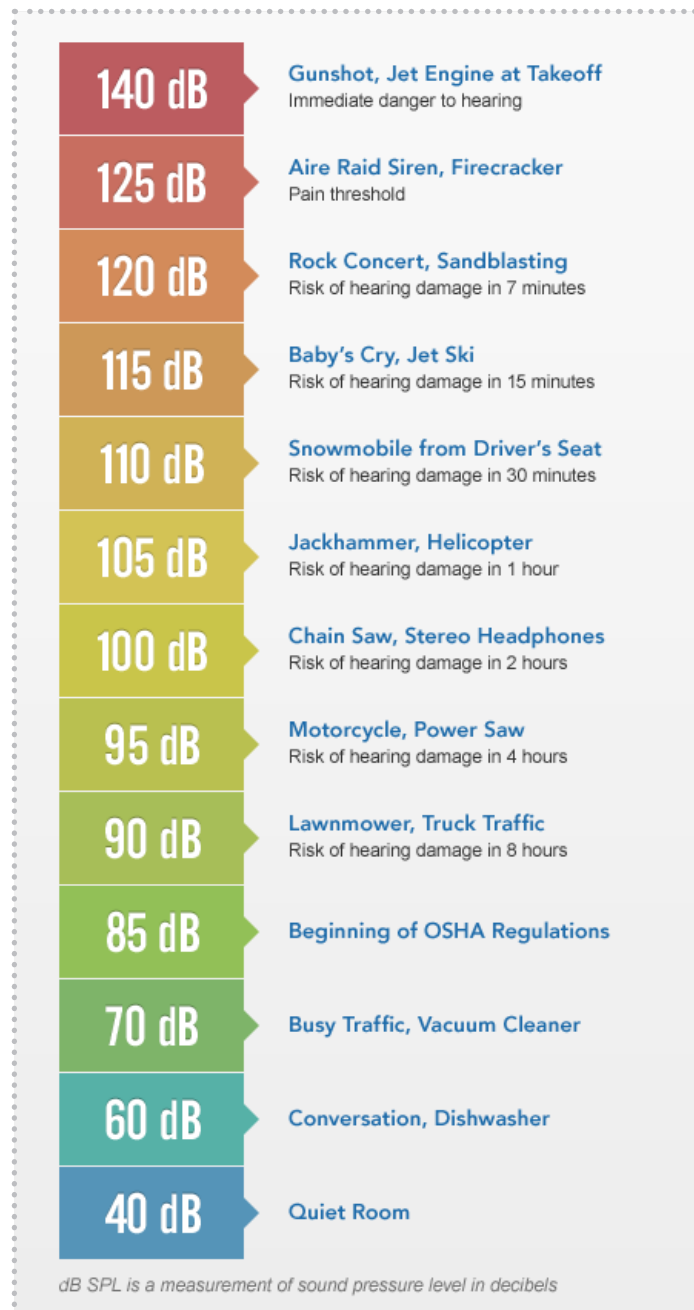 140 dB
Gunshot, Jet Engine at Takeoff
Immediate danger to hearing
125 dB
Aire Raid Siren, Firecracker
Pain threshold
120 dB
Rock Concert, Sandblasting
Risk of hearing damage in 7 minutes
115 dB
Baby’s Cry, Jet Ski
Risk of hearing damage in 15 minutes
110 dB
Snowmobile from Driver’s Seat
Risk of hearing damage in 30 minutes
105 dB
Jackhammer, Helicopter
Risk of hearing damage in 1 hour
100 dB
Chain Saw, Stereo Headphones
Risk of hearing damage in 2 hours
95 dB
Motorcycle, Power Saw
Risk of hearing damage in 4 hours
90 dB
Lawnmower, Truck Traffic
Risk of hearing damage in 8 hours
85 dB
Beginning of OSHA Regulations
70 dB
Busy Traffic, Vacuum Cleaner
60 dB
Conversation, Dishwasher
40 dB
Quiet Room
dB SPL is a measurement of sound pressure level in decibels